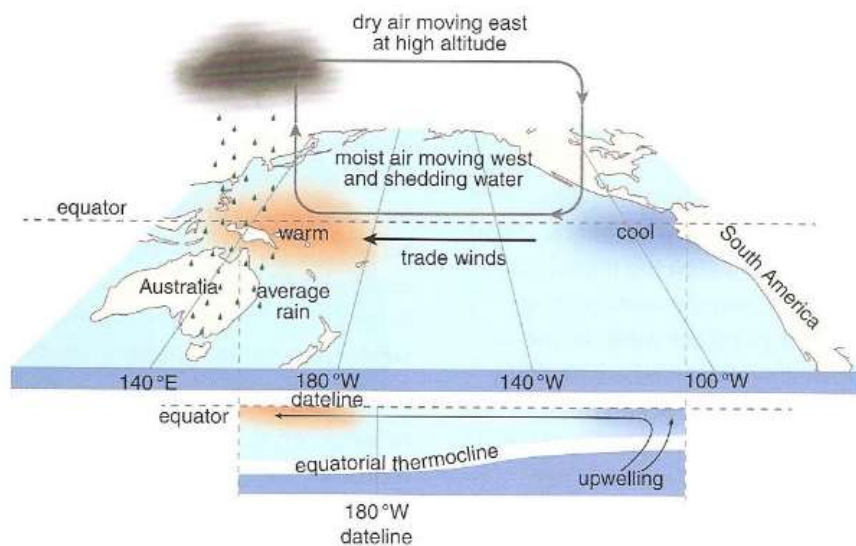 dry air moving east
at high altitude
moist air moving west
and shedding water
equator
warm
cool
trade winds
South America
Australia
average
rain
140°E
180°W
140°W
100°W
dateline
equator
equatorial thermocline
upwelling
180°W
dateline